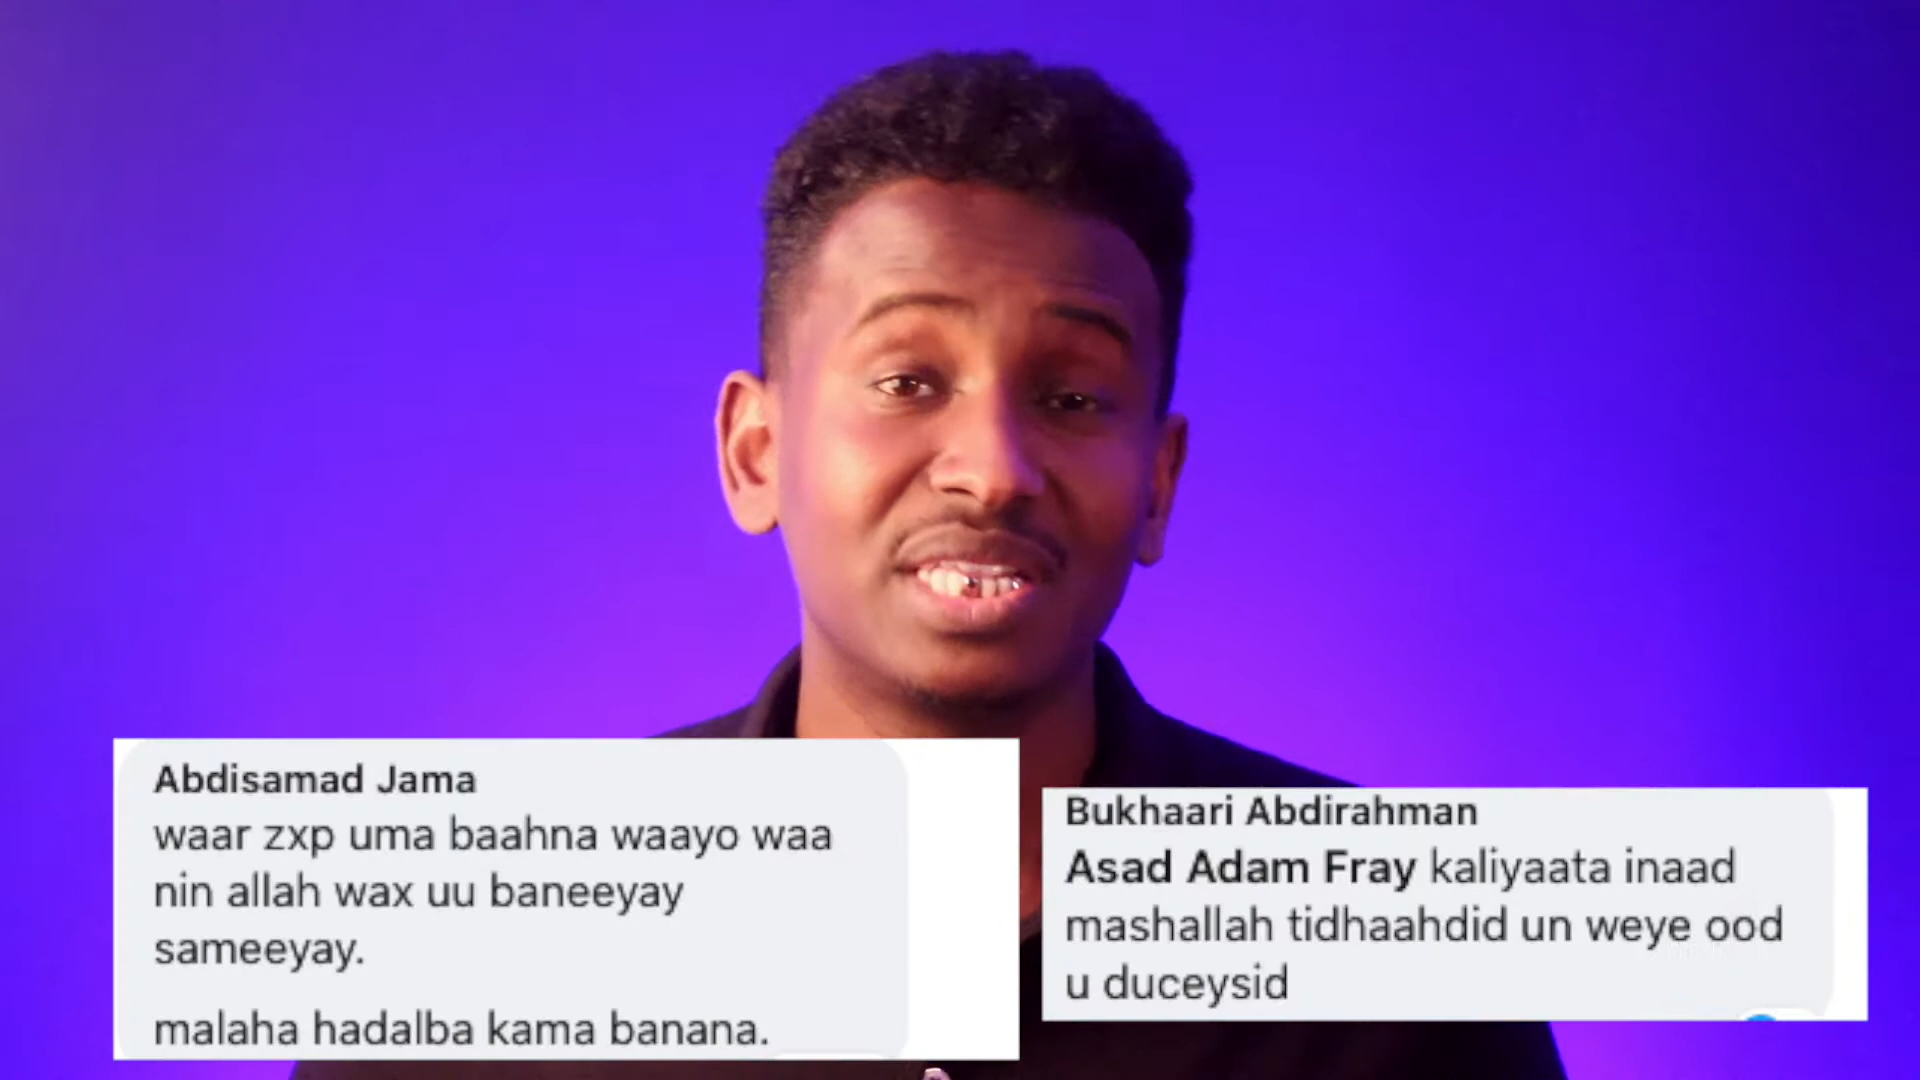 Abdisamad Jama
waar zxp uma baahna waayo waa
nin allah wax uu baneeyay
sameeyay.
malaha hadalba kama banana.
Bukhaari Abdirahman
Asad Adam Fray kaliyaata inaad
mashallah tidhaahdid un weye ood
u duceysid